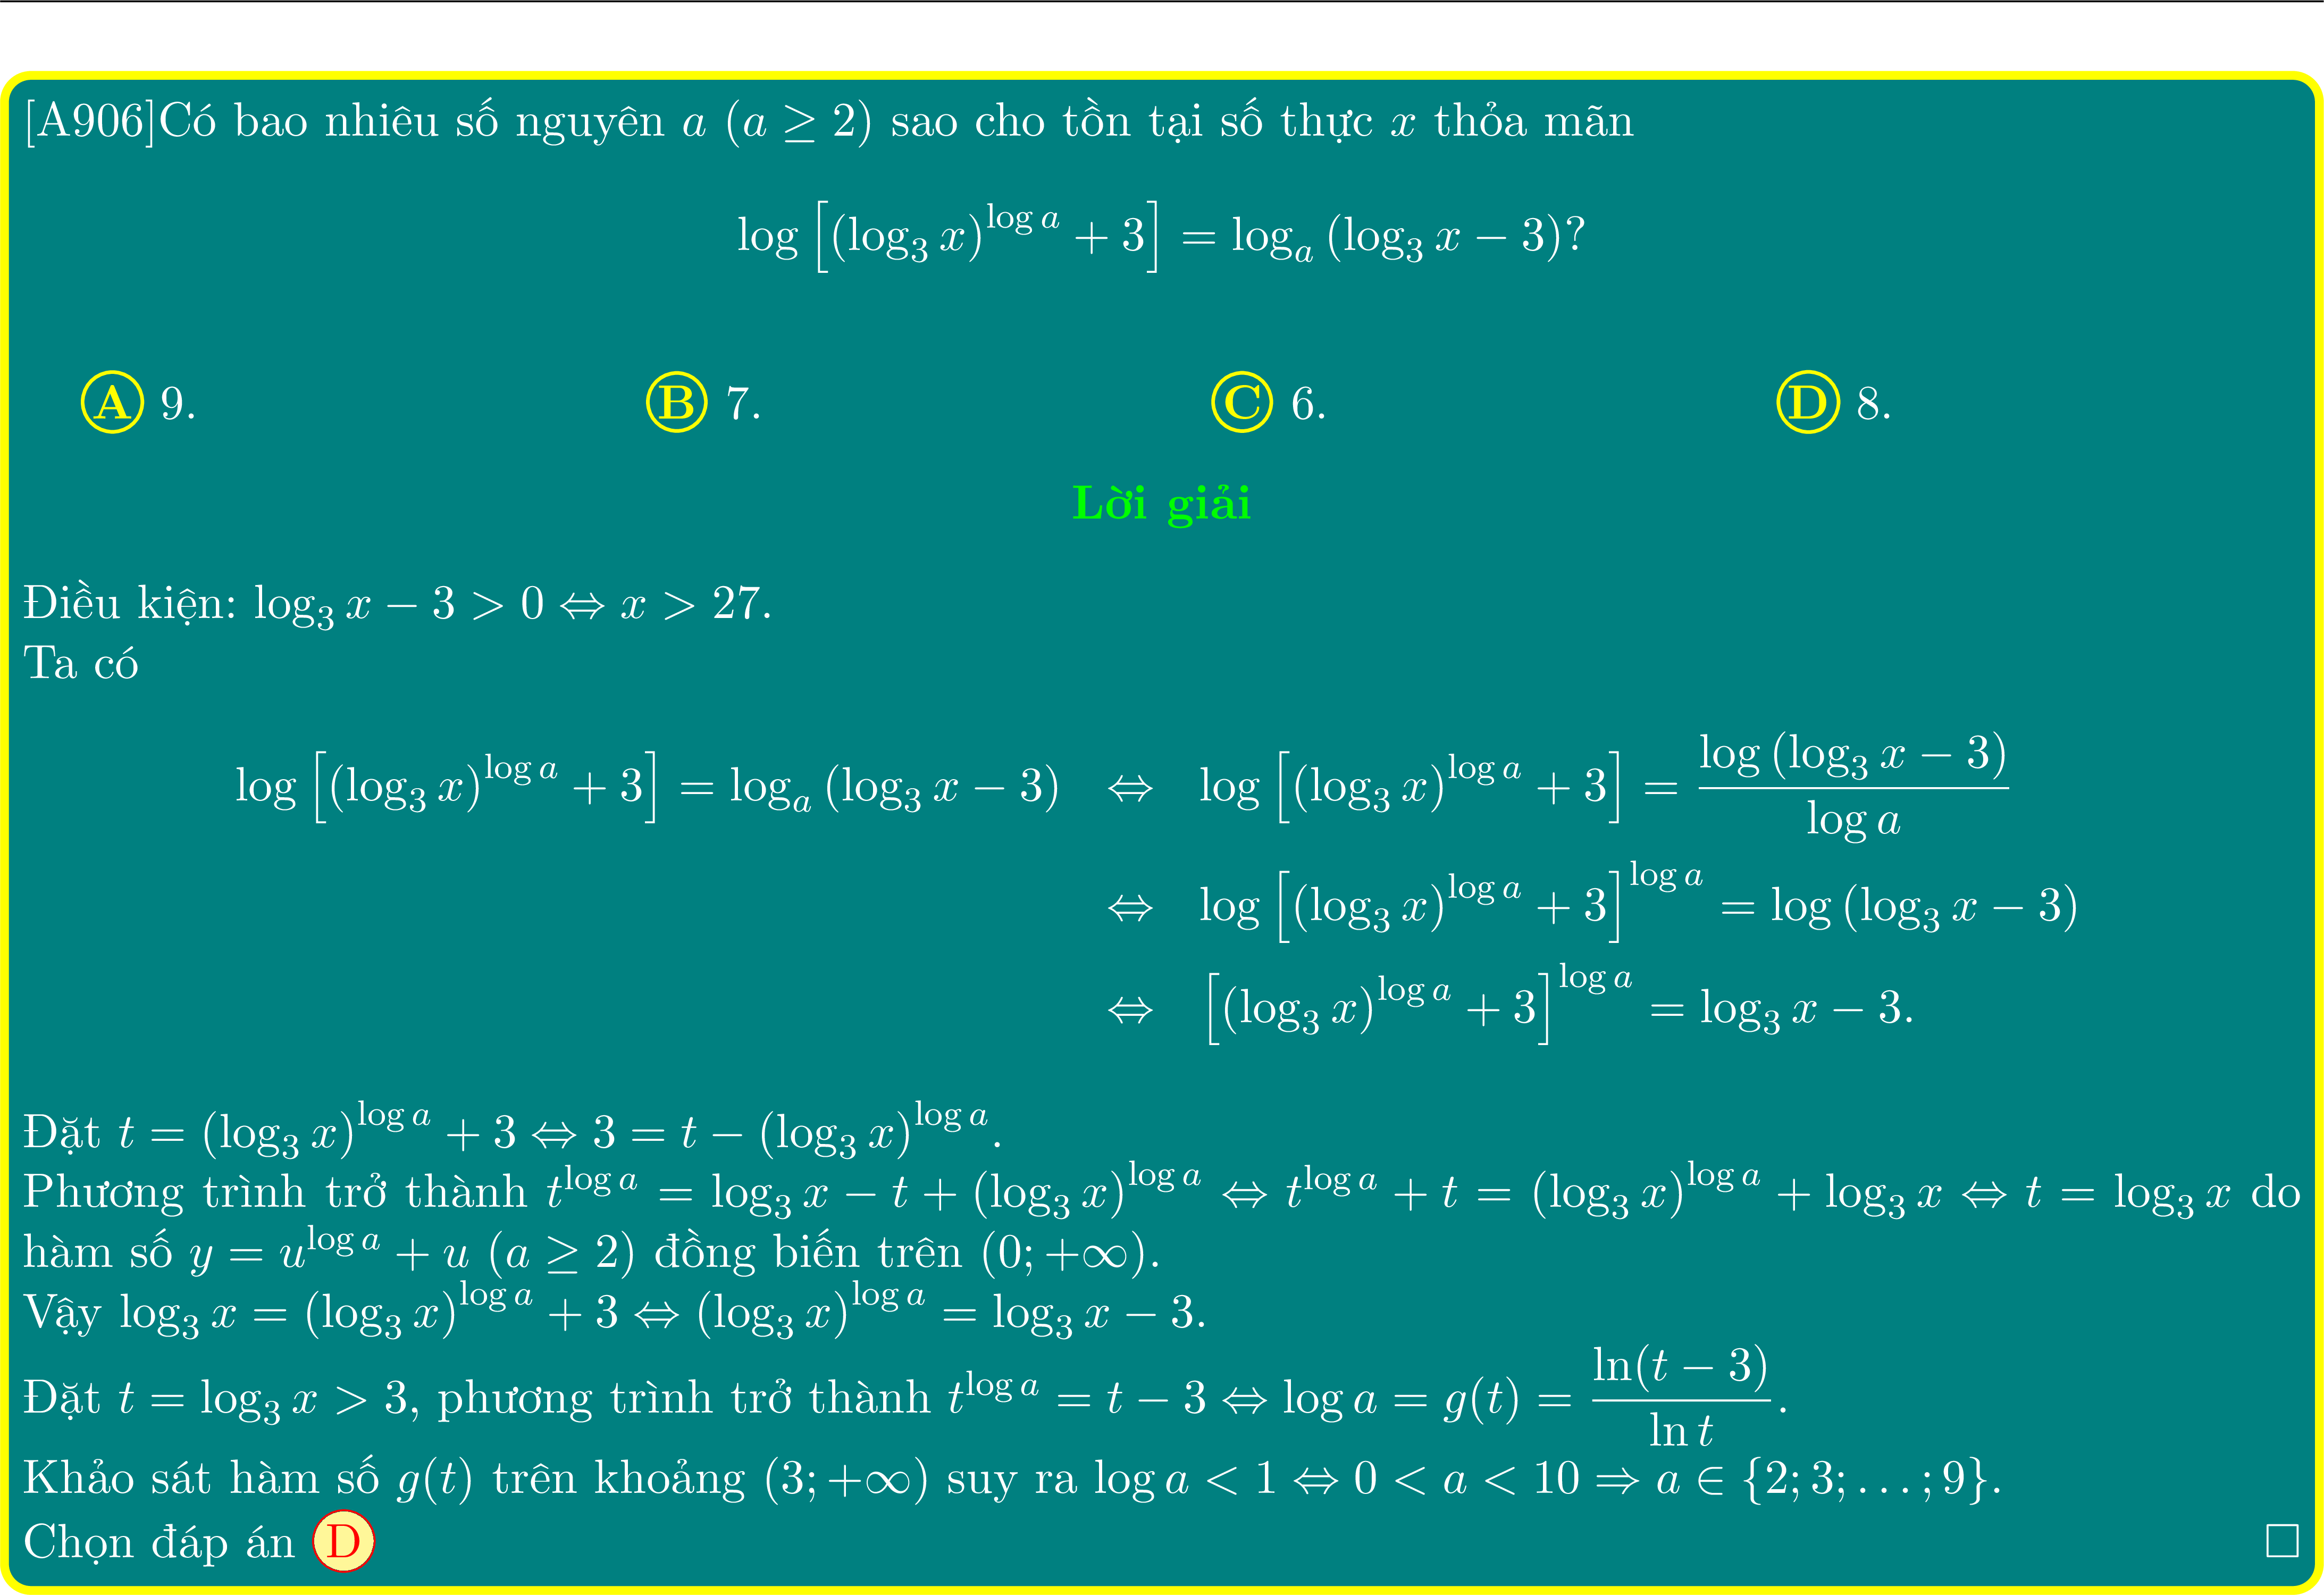 [A906]Có bao nhiêu số nguyên $a$ $(a \geq 2)$ sao cho tồn tại số thực $x$ thỏa mãn
$\log\left[(\log_3 x)^{\log a} + 3\right] = \log_a(\log_3 x - 3)$?
Ⓐ 9. Ⓑ 7. Ⓒ 6. Ⓓ 8.
Lời giải
Điều kiện: $\log_3 x - 3 > 0 \Leftrightarrow x > 27$.
Ta có
$\log\left[(\log_3 x)^{\log a} + 3\right] = \log_a(\log_3 x - 3) \Leftrightarrow \log\left[(\log_3 x)^{\log a} + 3\right] = \frac{\log(\log_3 x - 3)}{\log a}$
$\Leftrightarrow \log\left[(\log_3 x)^{\log a} + 3\right]^{\log a} = \log(\log_3 x - 3)$
$\Leftrightarrow \left[(\log_3 x)^{\log a} + 3\right]^{\log a} = \log_3 x - 3.$
Đặt $t = (\log_3 x)^{\log a} + 3 \Leftrightarrow 3 = t - (\log_3 x)^{\log a}$.
Phương trình trở thành $t^{\log a} = \log_3 x - t + (\log_3 x)^{\log a} \Leftrightarrow t^{\log a} + t = (\log_3 x)^{\log a} + \log_3 x \Leftrightarrow t = \log_3 x$ do
hàm số $y = u^{\log a} + u$ $(a \geq 2)$ đồng biến trên $(0; +\infty)$.
Vậy $\log_3 x = (\log_3 x)^{\log a} + 3 \Leftrightarrow (\log_3 x)^{\log a} = \log_3 x - 3$.
Đặt $t = \log_3 x > 3$, phương trình trở thành $t^{\log a} = t - 3 \Leftrightarrow \log a = g(t) = \frac{\ln(t - 3)}{\ln t}$.
Khảo sát hàm số $g(t)$ trên khoảng $(3; +\infty)$ suy ra $\log a < 1 \Leftrightarrow 0 < a < 10 \Rightarrow a \in \{2; 3; \ldots; 9\}$.
Chọn đáp án Ⓓ □